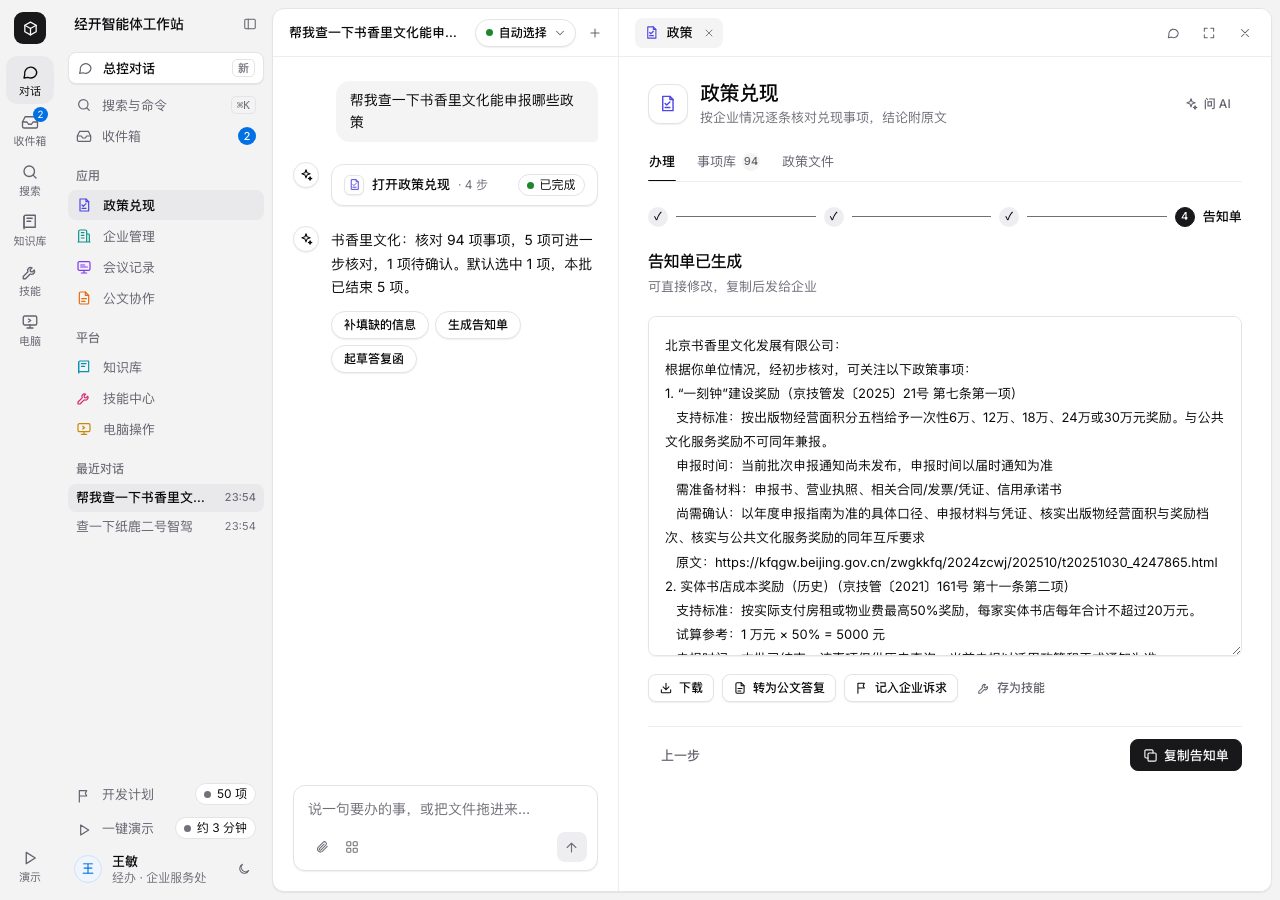 经开智能体工作站
对话
2
收件箱
搜索
知识库
技能
电脑
演示
总控对话 新
搜索与命令 ⌘K
收件箱 2
应用
政策兑现
企业管理
会议记录
公文协作
平台
知识库
技能中心
电脑操作
最近对话
帮我查一下书香里文... 23:54
查一下纸鹿二号智驾 23:54
开发计划 50 项
一键演示 约 3 分钟
王 王敏
经办 · 企业服务处
帮我查一下书香里文化能申... 自动选择
帮我查一下书香里文化能申报哪些政
策
打开政策兑现 · 4 步 已完成
书香里文化：核对 94 项事项，5 项可进一
步核对，1 项待确认。默认选中 1 项，本批
已结束 5 项。
补填缺的信息 生成告知单
起草答复函
说一句要办的事，或把文件拖进来...
政策
政策兑现
按企业情况逐条核对兑现事项，结论附原文
问 AI
办理 事项库 94 政策文件
✓ ✓ ✓ 4 告知单
告知单已生成
可直接修改，复制后发给企业
北京书香里文化发展有限公司：
根据你单位情况，经初步核对，可关注以下政策事项：
1. “一刻钟”建设奖励（京技管发〔2025〕21号 第七条第一项）
支持标准：按出版物经营面积分五档给予一次性6万、12万、18万、24万或30万元奖励。与公共
文化服务奖励不可同年兼报。
申报时间：当前批次申报通知尚未发布，申报时间以届时通知为准
需准备材料：申报书、营业执照、相关合同/发票/凭证、信用承诺书
尚需确认：以年度申报指南为准的具体口径、申报材料与凭证、核实出版物经营面积与奖励档
次、核实与公共文化服务奖励的同年互斥要求
原文：https://kfqgw.beijing.gov.cn/zwgkkfq/2024zcwj/202510/t20251030_4247865.html
2. 实体书店成本奖励（历史）（京技管〔2021〕161号 第十一条第二项）
支持标准：按实际支付房租或物业费最高50%奖励，每家实体书店每年合计不超过20万元。
试算参考：1 万元 × 50% = 5000 元
下载 转为公文答复 记入企业诉求 存为技能
上一步 复制告知单